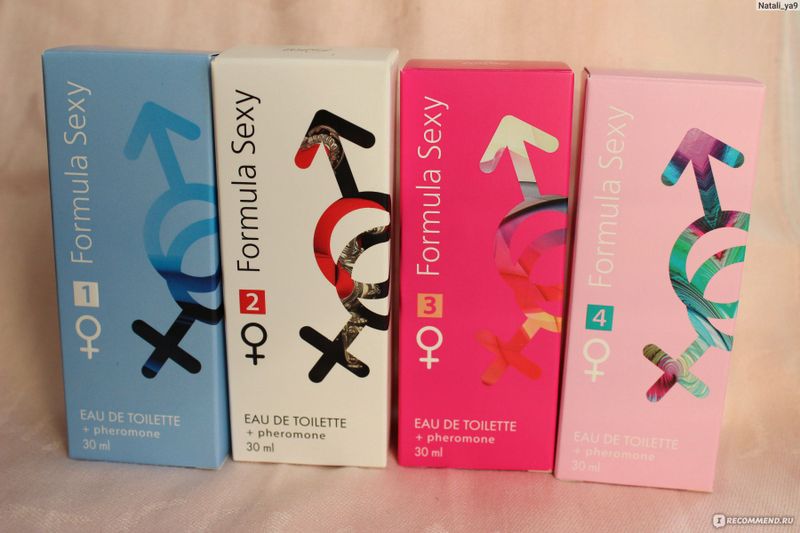 Natali_ya9
1 Formula Sexy
EAU DE TOILETTE
+ pheromone
30 ml
2 Formula Sexy
EAU DE TOILETTE
+ pheromone
30 ml
3 Formula Sexy
EAU DE TOILETTE
+ pheromone
30 ml
4 Formula Sexy
EAU DE TOILETTE
+ pheromone
30 ml
IRECOMMEND.RU